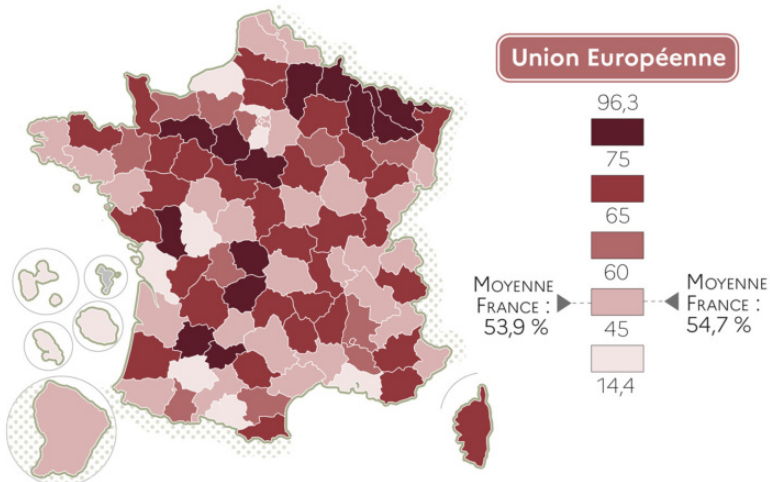 Union Européenne
96,3
75
65
60
MOYENNE
FRANCE :
53,9 %
MOYENNE
FRANCE :
54,7 %
45
14,4